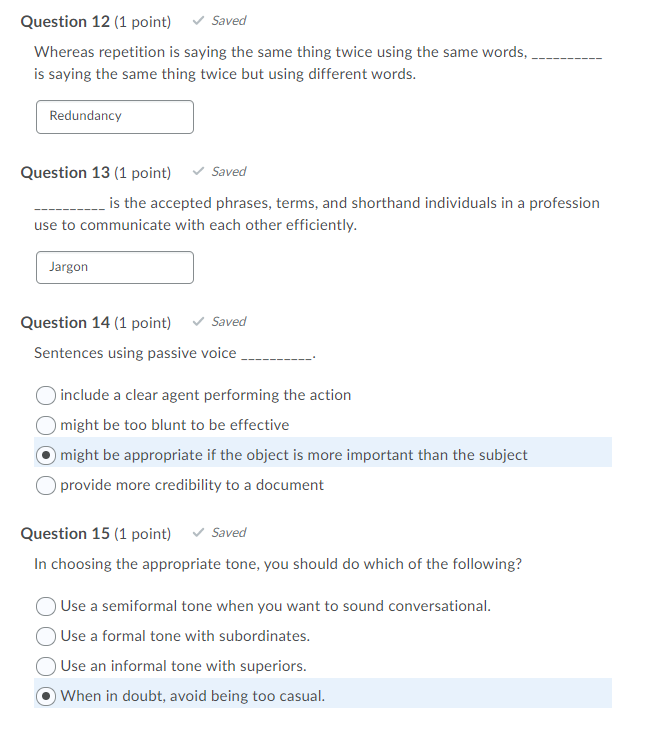 Question 12 (1 point) ✓ Saved
Whereas repetition is saying the same thing twice using the same words, __________
is saying the same thing twice but using different words.
Redundancy
Question 13 (1 point) ✓ Saved
__________ is the accepted phrases, terms, and shorthand individuals in a profession
use to communicate with each other efficiently.
Jargon
Question 14 (1 point) ✓ Saved
Sentences using passive voice __________.
include a clear agent performing the action
might be too blunt to be effective
might be appropriate if the object is more important than the subject
provide more credibility to a document
Question 15 (1 point) ✓ Saved
In choosing the appropriate tone, you should do which of the following?
Use a semiformal tone when you want to sound conversational.
Use a formal tone with subordinates.
Use an informal tone with superiors.
When in doubt, avoid being too casual.